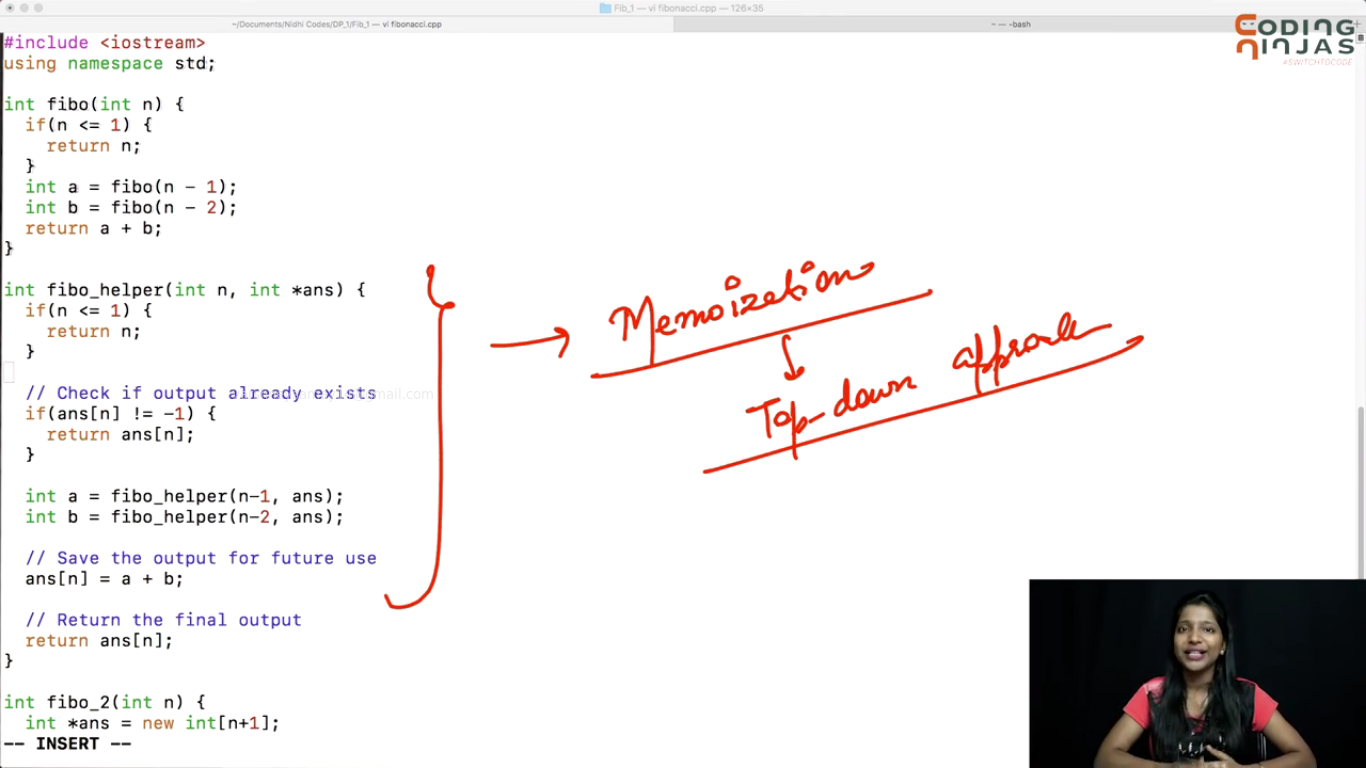 Fib_1 — vi fibonacci.cpp — 126×35
~/Documents/Nidhi Codes/DP_1/Fib_1 — vi fibonacci.cpp
— -bash
CODING
NINJAS
#SWITCHTOCODE
#include <iostream>
using namespace std;
int fibo(int n) {
if(n <= 1) {
return n;
}
int a = fibo(n - 1);
int b = fibo(n - 2);
return a + b;
}
int fibo_helper(int n, int *ans) {
if(n <= 1) {
return n;
}
// Check if output already exists
if(ans[n] != -1) {
return ans[n];
}
int a = fibo_helper(n-1, ans);
int b = fibo_helper(n-2, ans);
// Save the output for future use
ans[n] = a + b;
// Return the final output
return ans[n];
}
int fibo_2(int n) {
int *ans = new int[n+1];
-- INSERT --
Memoization
Top-down approach